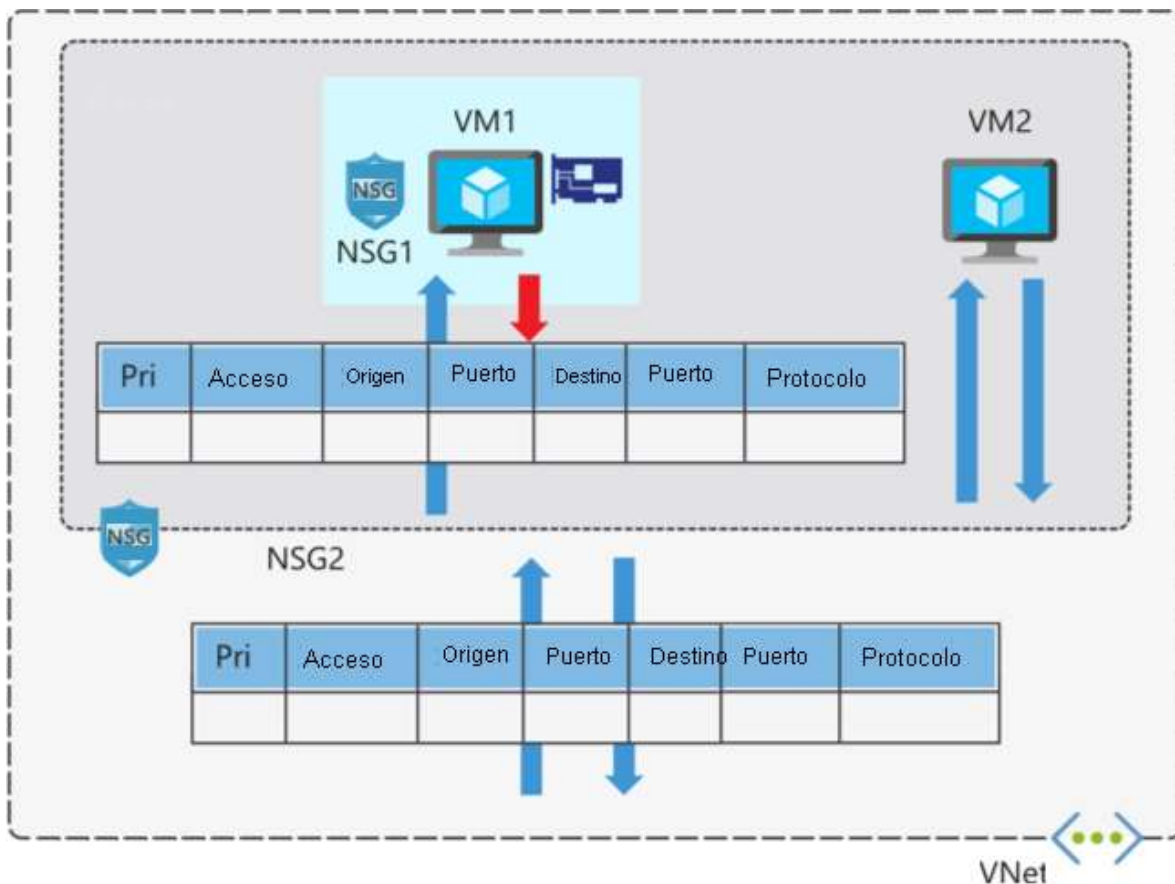 VM1
VM2
NSG
NSG1
Pri Acceso Origen Puerto Destino Puerto Protocolo
NSG
NSG2
Pri Acceso Origen Puerto Destino Puerto Protocolo
VNet